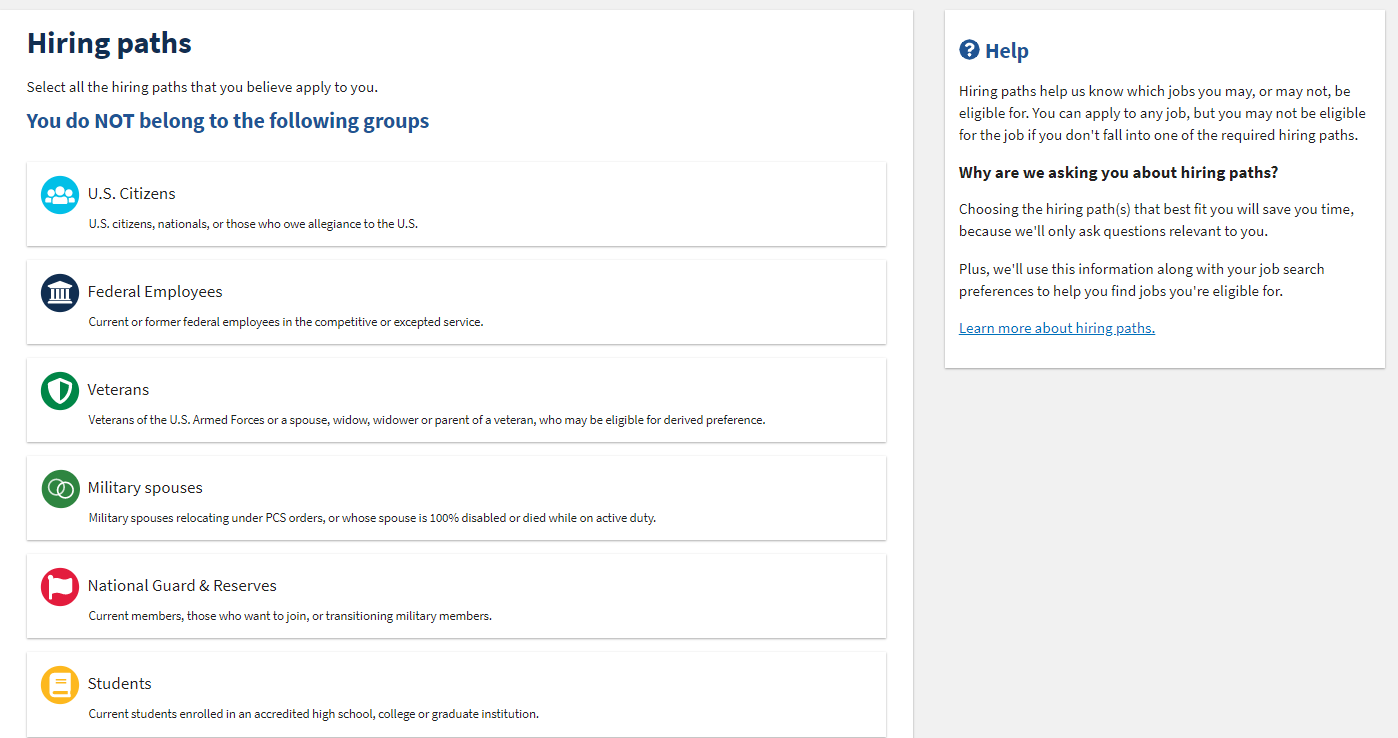 Hiring paths
Select all the hiring paths that you believe apply to you.
You do NOT belong to the following groups
U.S. Citizens
U.S. citizens, nationals, or those who owe allegiance to the U.S.
Federal Employees
Current or former federal employees in the competitive or excepted service.
Veterans
Veterans of the U.S. Armed Forces or a spouse, widow, widower or parent of a veteran, who may be eligible for derived preference.
Military spouses
Military spouses relocating under PCS orders, or whose spouse is 100% disabled or died while on active duty.
National Guard & Reserves
Current members, those who want to join, or transitioning military members.
Students
Current students enrolled in an accredited high school, college or graduate institution.
? Help
Hiring paths help us know which jobs you may, or may not, be
eligible for. You can apply to any job, but you may not be eligible
for the job if you don't fall into one of the required hiring paths.
Why are we asking you about hiring paths?
Choosing the hiring path(s) that best fit you will save you time,
because we'll only ask questions relevant to you.
Plus, we'll use this information along with your job search
preferences to help you find jobs you're eligible for.
Learn more about hiring paths.